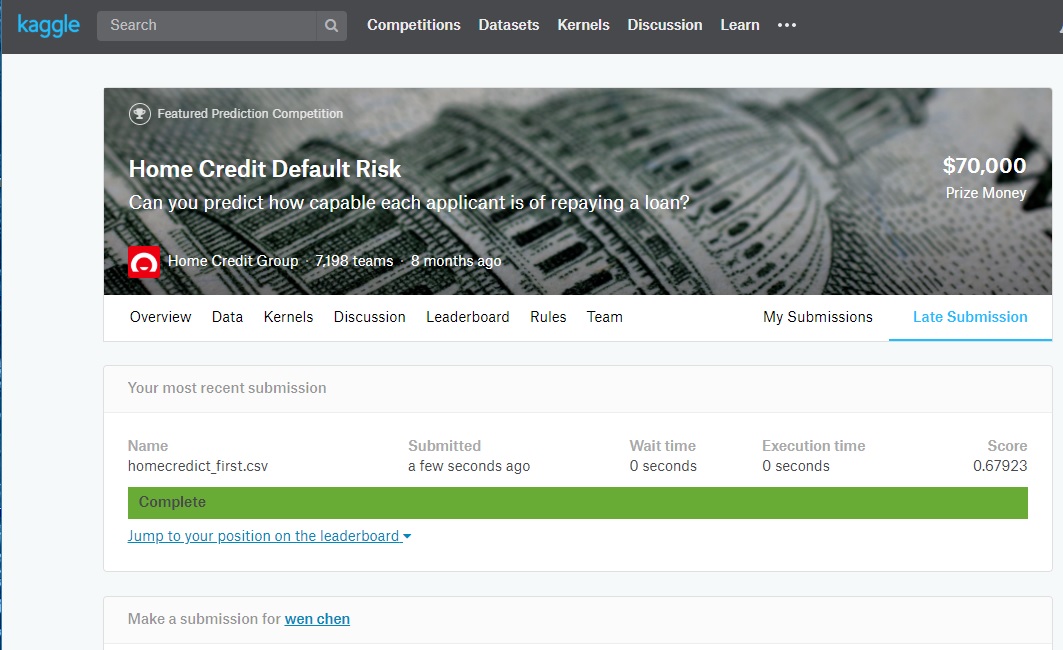 kaggle Search Competitions Datasets Kernels Discussion Learn •••
Featured Prediction Competition
Home Credit Default Risk
$70,000
Can you predict how capable each applicant is of repaying a loan?
Prize Money
Home Credit Group · 7,198 teams · 8 months ago
Overview Data Kernels Discussion Leaderboard Rules Team My Submissions Late Submission
Your most recent submission
Name Submitted Wait time Execution time Score
homecredict_first.csv a few seconds ago 0 seconds 0 seconds 0.67923
Complete
Jump to your position on the leaderboard
Make a submission for wen chen